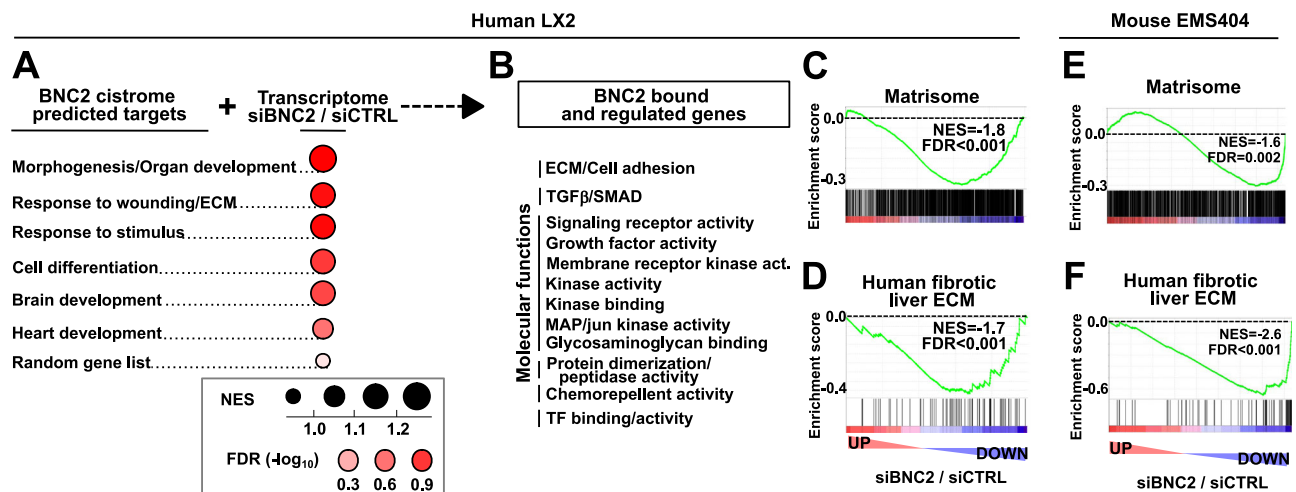 Human LX2
Mouse EMS404
A
BNC2 cistrome
predicted targets
+
Transcriptome
siBNC2 / siCTRL
Morphogenesis/Organ development
Response to wounding/ECM
Response to stimulus
Cell differentiation
Brain development
Heart development
Random gene list
NES
1.0 1.1 1.2
FDR (-log₁₀)
0.3 0.6 0.9
B
BNC2 bound
and regulated genes
Molecular functions
ECM/Cell adhesion
TGFβ/SMAD
Signaling receptor activity
Growth factor activity
Membrane receptor kinase act.
Kinase activity
Kinase binding
MAP/jun kinase activity
Glycosaminoglycan binding
Protein dimerization/
peptidase activity
Chemorepellent activity
TF binding/activity
C
Matrisome
Enrichment score
0.0
-0.3
NES=-1.8
FDR<0.001
D
Human fibrotic
liver ECM
Enrichment score
0.0
-0.4
NES=-1.7
FDR<0.001
UP
DOWN
siBNC2 / siCTRL
E
Matrisome
Enrichment score
0.0
-0.3
NES=-1.6
FDR=0.002
F
Human fibrotic
liver ECM
Enrichment score
0.0
-0.6
NES=-2.6
FDR<0.001
UP
DOWN
siBNC2 / siCTRL